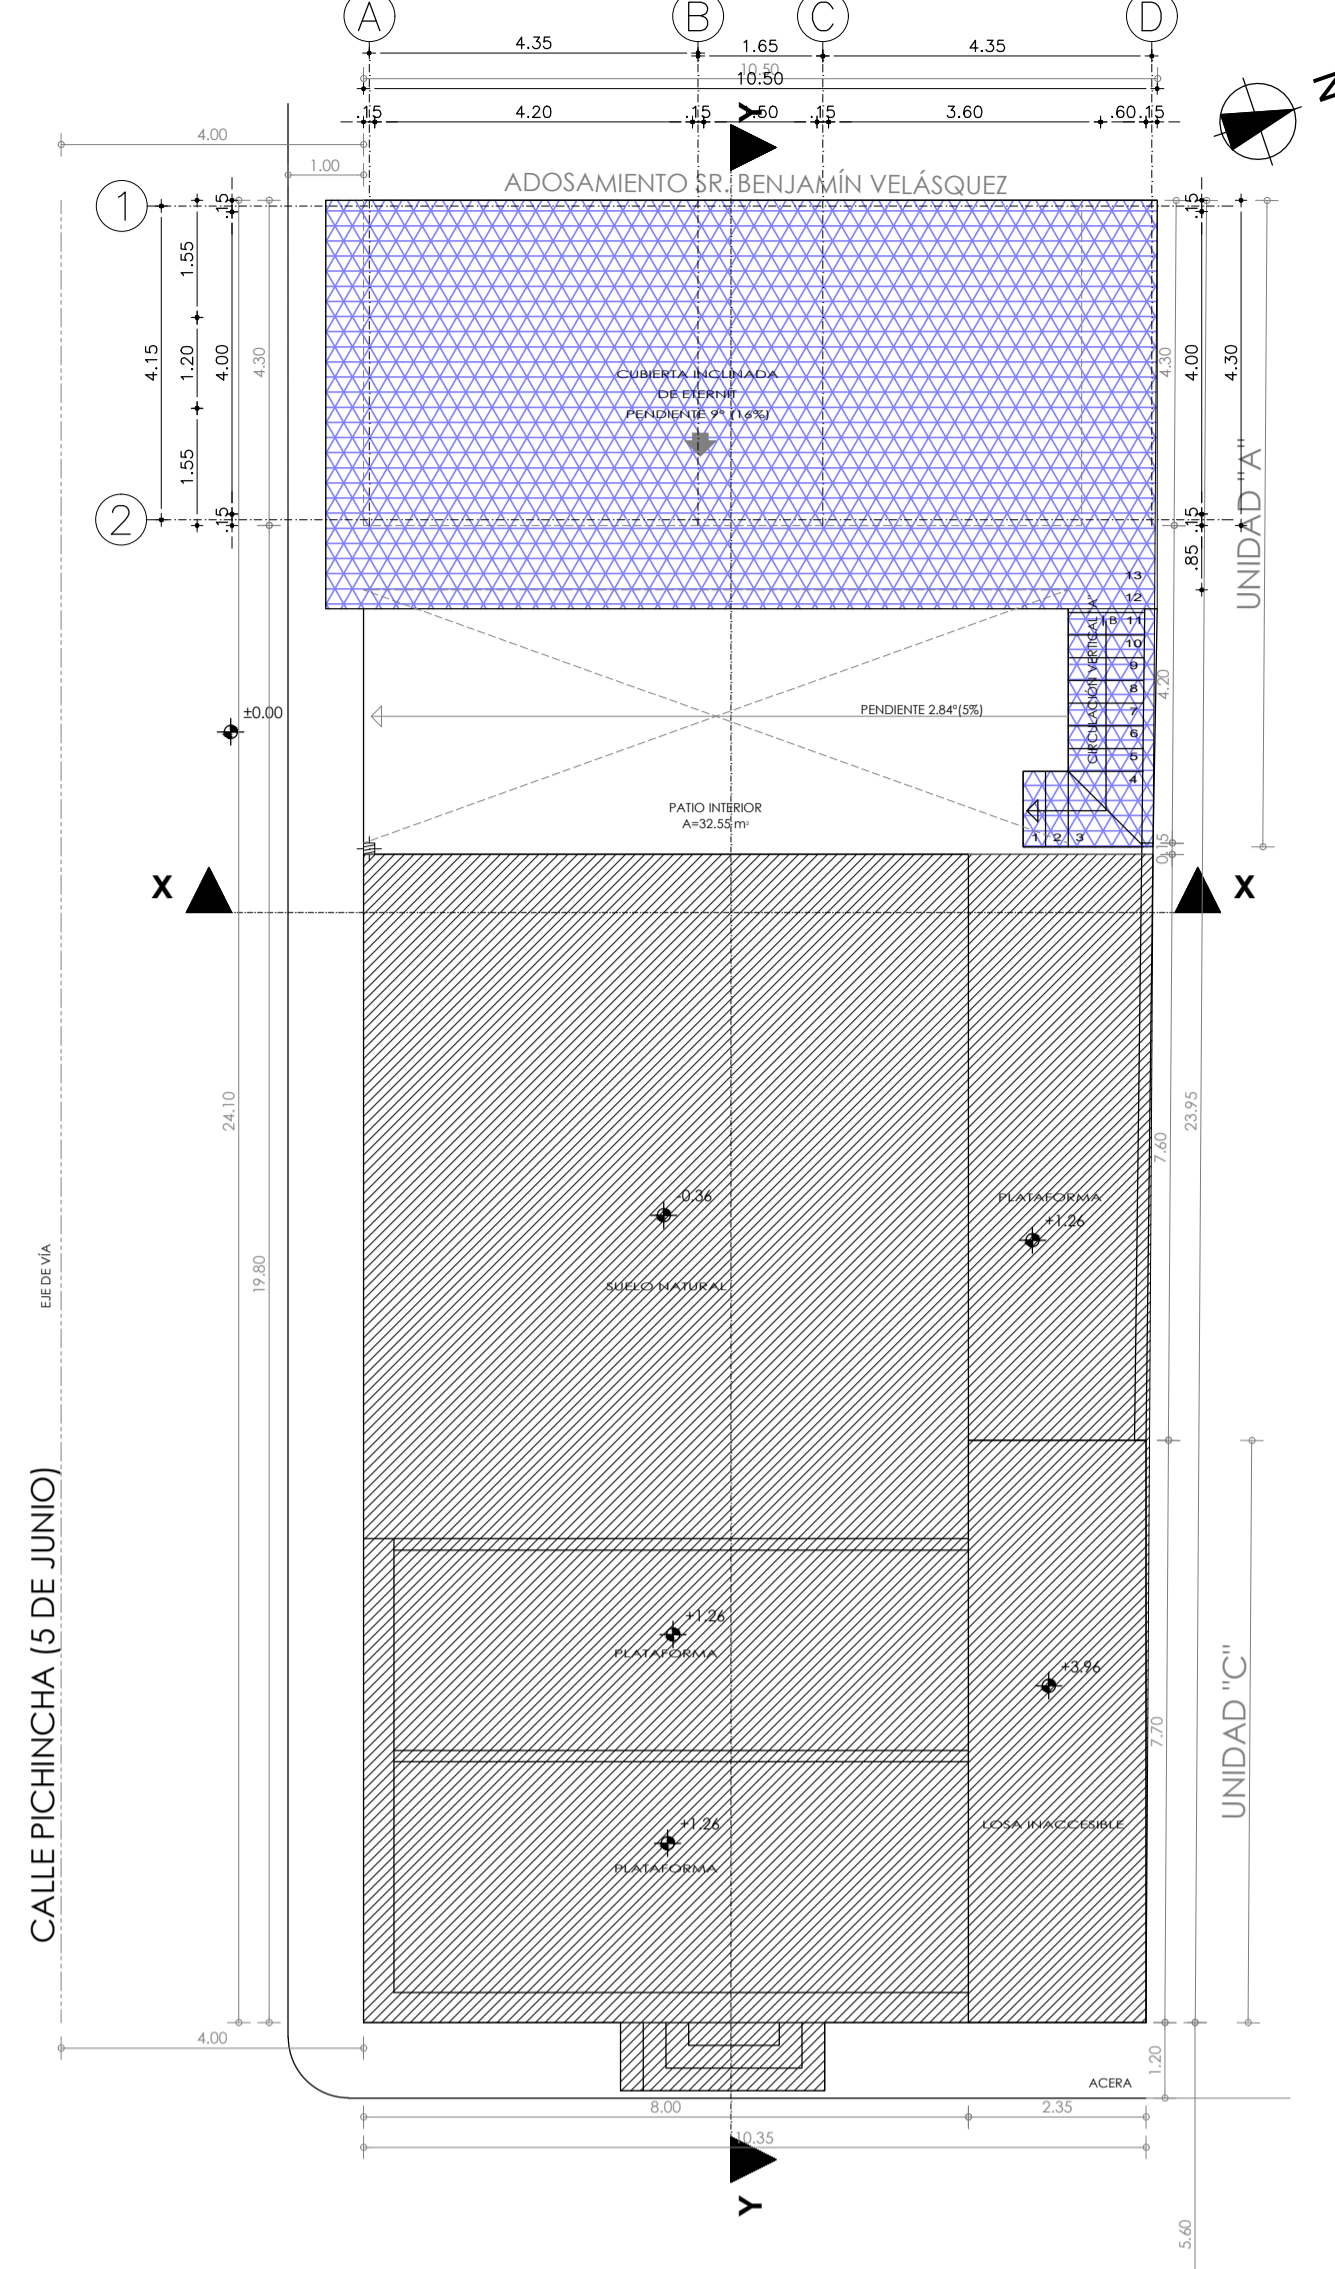 A
B
C
D
4.35
1.65
4.35
10.50
10.50
.15
4.20
.15
.15
3.60
.60
.15
Y
N
4.00
1.00
ADOSAMIENTO SR. BENJAMÍN VELÁSQUEZ
1
2
4.15
1.55
1.20
1.55
.15
4.00
.15
4.30
CUBIERTA INCLINADA
DE ETERNIT
PENDIENTE 9° (16%)
.15
4.30
4.00
4.30
.15
.85
UNIDAD "A"
13
12
11
10
9
8
7
6
5
4
3
2
1
B
CIRCULACIÓN VERTICAL "A"
4.20
±0.00
PENDIENTE 2.84°(5%)
PATIO INTERIOR
A=32.55 m²
0.15
X
X
24.10
19.80
23.95
7.60
-0.36
SUELO NATURAL
PLATAFORMA
+1.26
EJE DE VÍA
CALLE PICHINCHA (5 DE JUNIO)
+1.26
PLATAFORMA
+3.96
7.70
UNIDAD "C"
+1.26
PLATAFORMA
LOSA INACCESIBLE
4.00
1.20
ACERA
8.00
2.35
10.35
Y
5.60